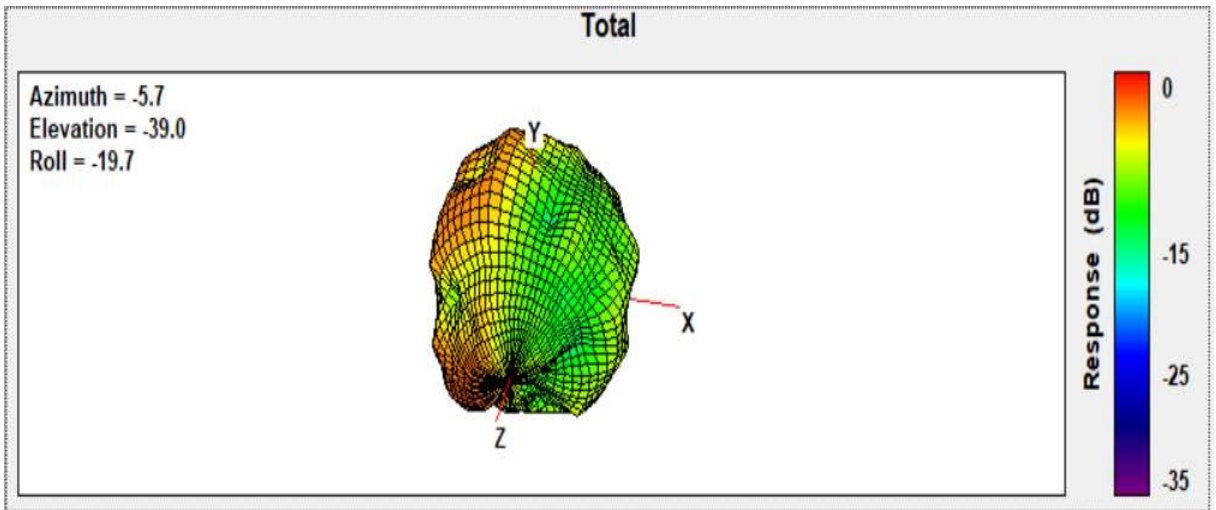 Total
Azimuth = -5.7
Elevation = -39.0
Roll = -19.7
Y
X
Z
0
-15
-25
-35
Response (dB)